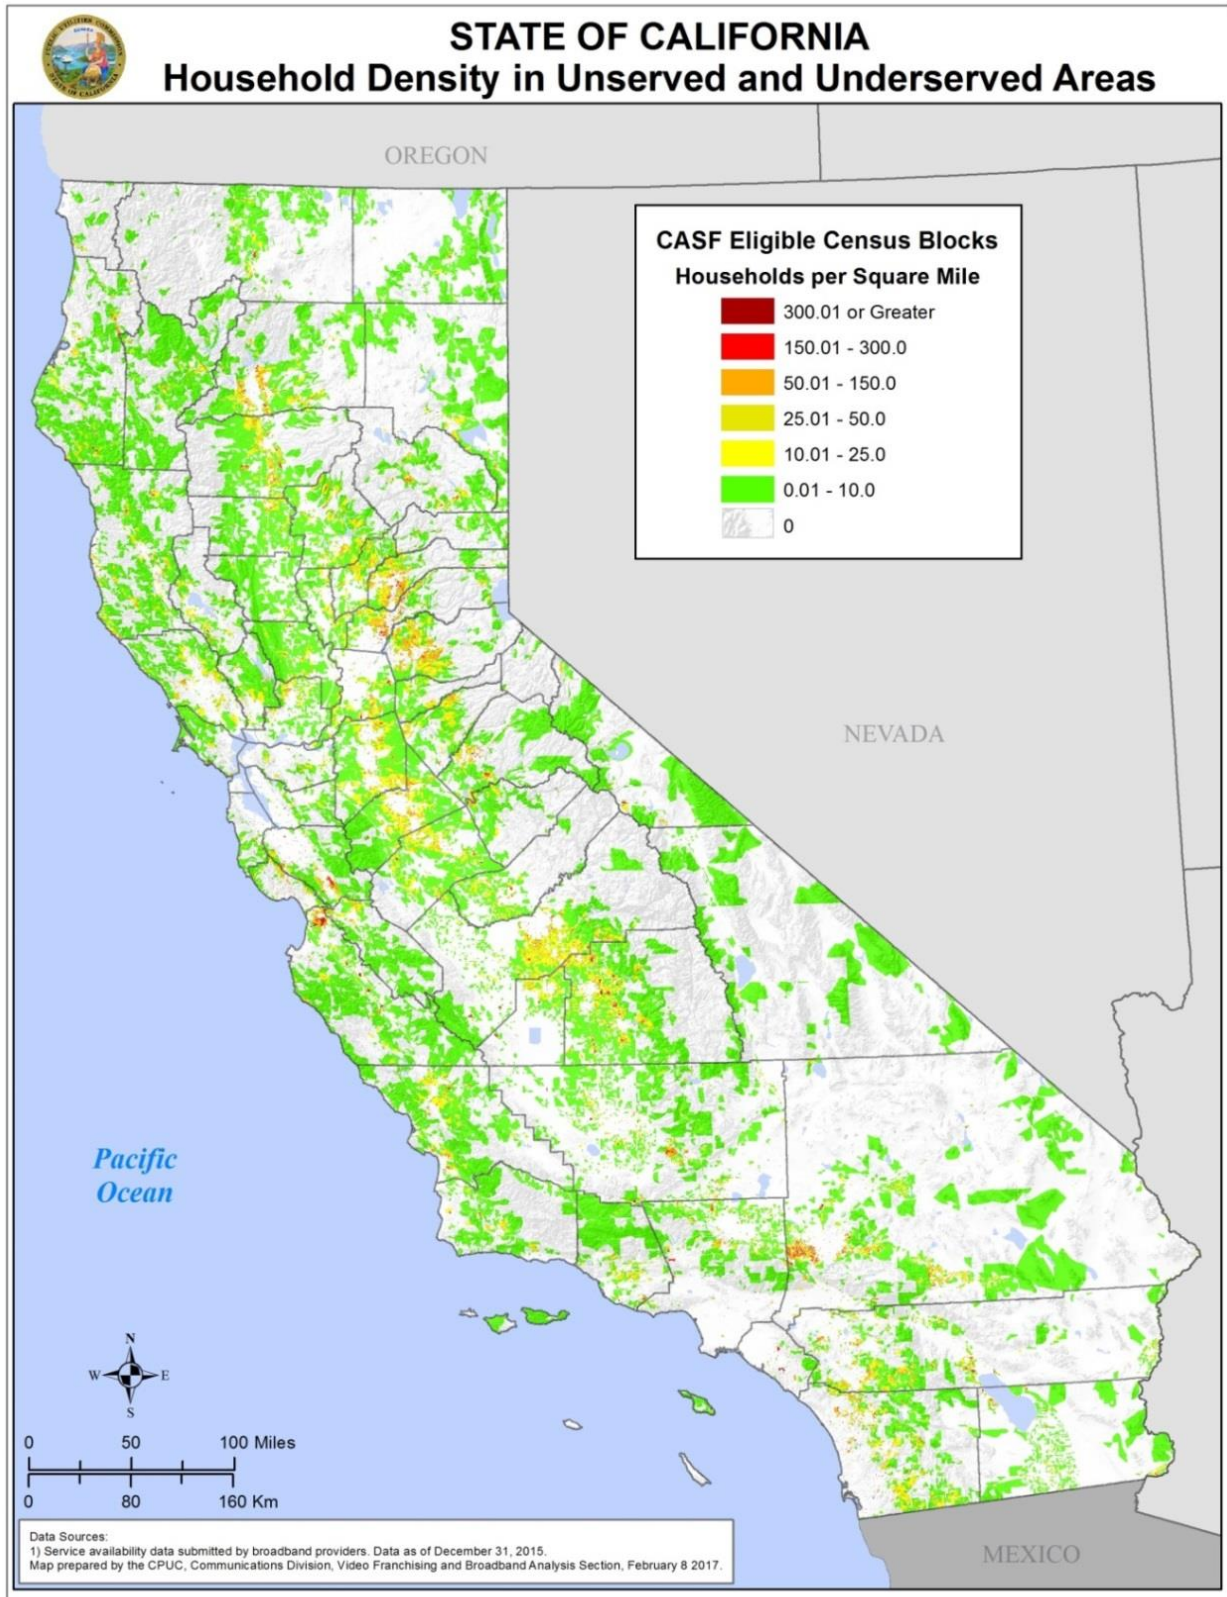 STATE OF CALIFORNIA
Household Density in Unserved and Underserved Areas
OREGON
CASF Eligible Census Blocks
Households per Square Mile
300.01 or Greater
150.01 - 300.0
50.01 - 150.0
25.01 - 50.0
10.01 - 25.0
0.01 - 10.0
0
NEVADA
Pacific
Ocean
N
W E
S
0 50 100 Miles
0 80 160 Km
Data Sources:
1) Service availability data submitted by broadband providers. Data as of December 31, 2015.
Map prepared by the CPUC, Communications Division, Video Franchising and Broadband Analysis Section, February 8 2017.
MEXICO